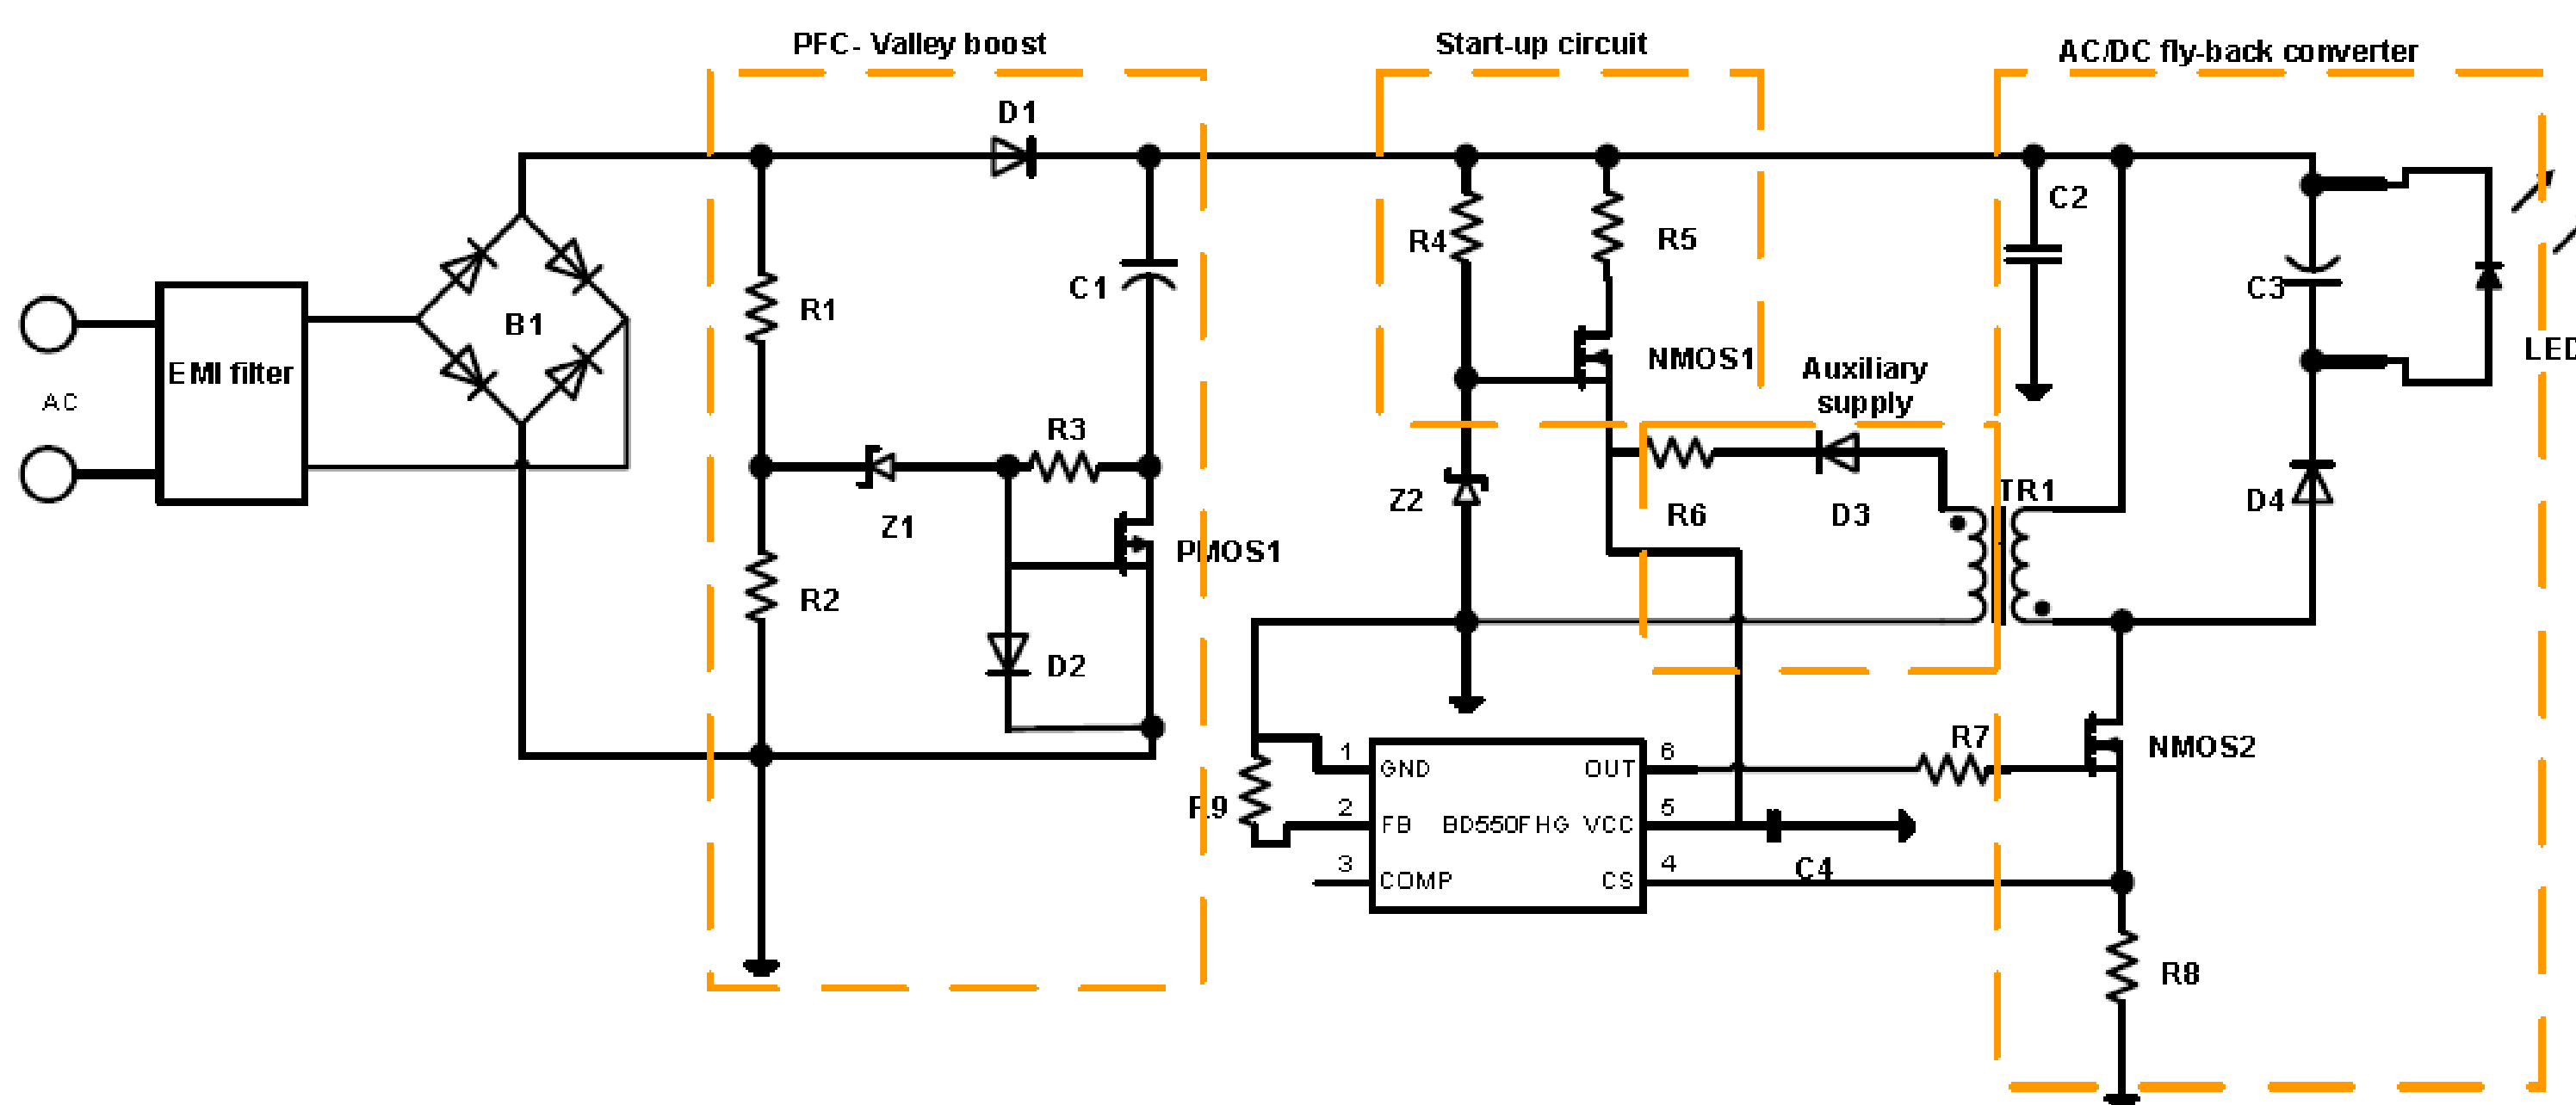 PFC- Valley boost
Start-up circuit
AC/DC fly-back converter
D1
C2
R4
R5
R1
C1
B1
C3
EMI filter
NMOS1
LED
Auxiliary
supply
AC
R3
Z2
TR1
D4
R6
D3
Z1
PMOS1
R2
D2
R7
NMOS2
1
GND
OUT
6
R9
2
FB
BD550FHG
VCC
5
3
COMP
CS
4
C4
R8